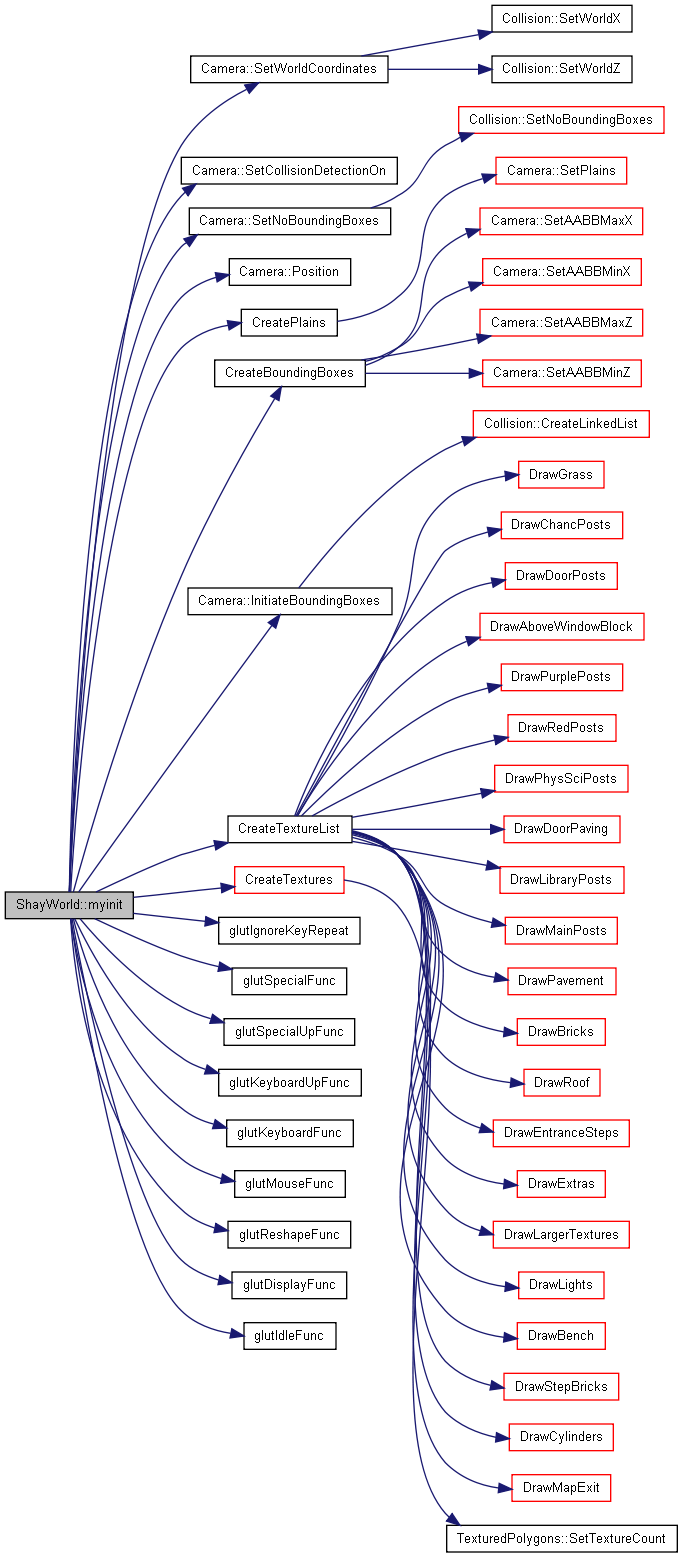 Collision::SetWorldX
Camera::SetWorldCoordinates
Collision::SetWorldZ
Collision::SetNoBoundingBoxes
Camera::SetCollisionDetectionOn
Camera::SetPlains
Camera::SetNoBoundingBoxes
Camera::SetAABBMaxX
Camera::Position
Camera::SetAABBMinX
CreatePlains
Camera::SetAABBMaxZ
CreateBoundingBoxes
Camera::SetAABBMinZ
Collision::CreateLinkedList
DrawGrass
DrawChancPosts
DrawDoorPosts
Camera::InitiateBoundingBoxes
DrawAboveWindowBlock
DrawPurplePosts
DrawRedPosts
DrawPhysSciPosts
CreateTextureList
DrawDoorPaving
CreateTextures
DrawLibraryPosts
ShayWorld::myinit
glutIgnoreKeyRepeat
DrawMainPosts
glutSpecialFunc
DrawPavement
glutSpecialUpFunc
DrawBricks
glutKeyboardUpFunc
DrawRoof
glutKeyboardFunc
DrawEntranceSteps
glutMouseFunc
DrawExtras
glutReshapeFunc
DrawLargerTextures
glutDisplayFunc
DrawLights
glutIdleFunc
DrawBench
DrawStepBricks
DrawCylinders
DrawMapExit
TexturedPolygons::SetTextureCount